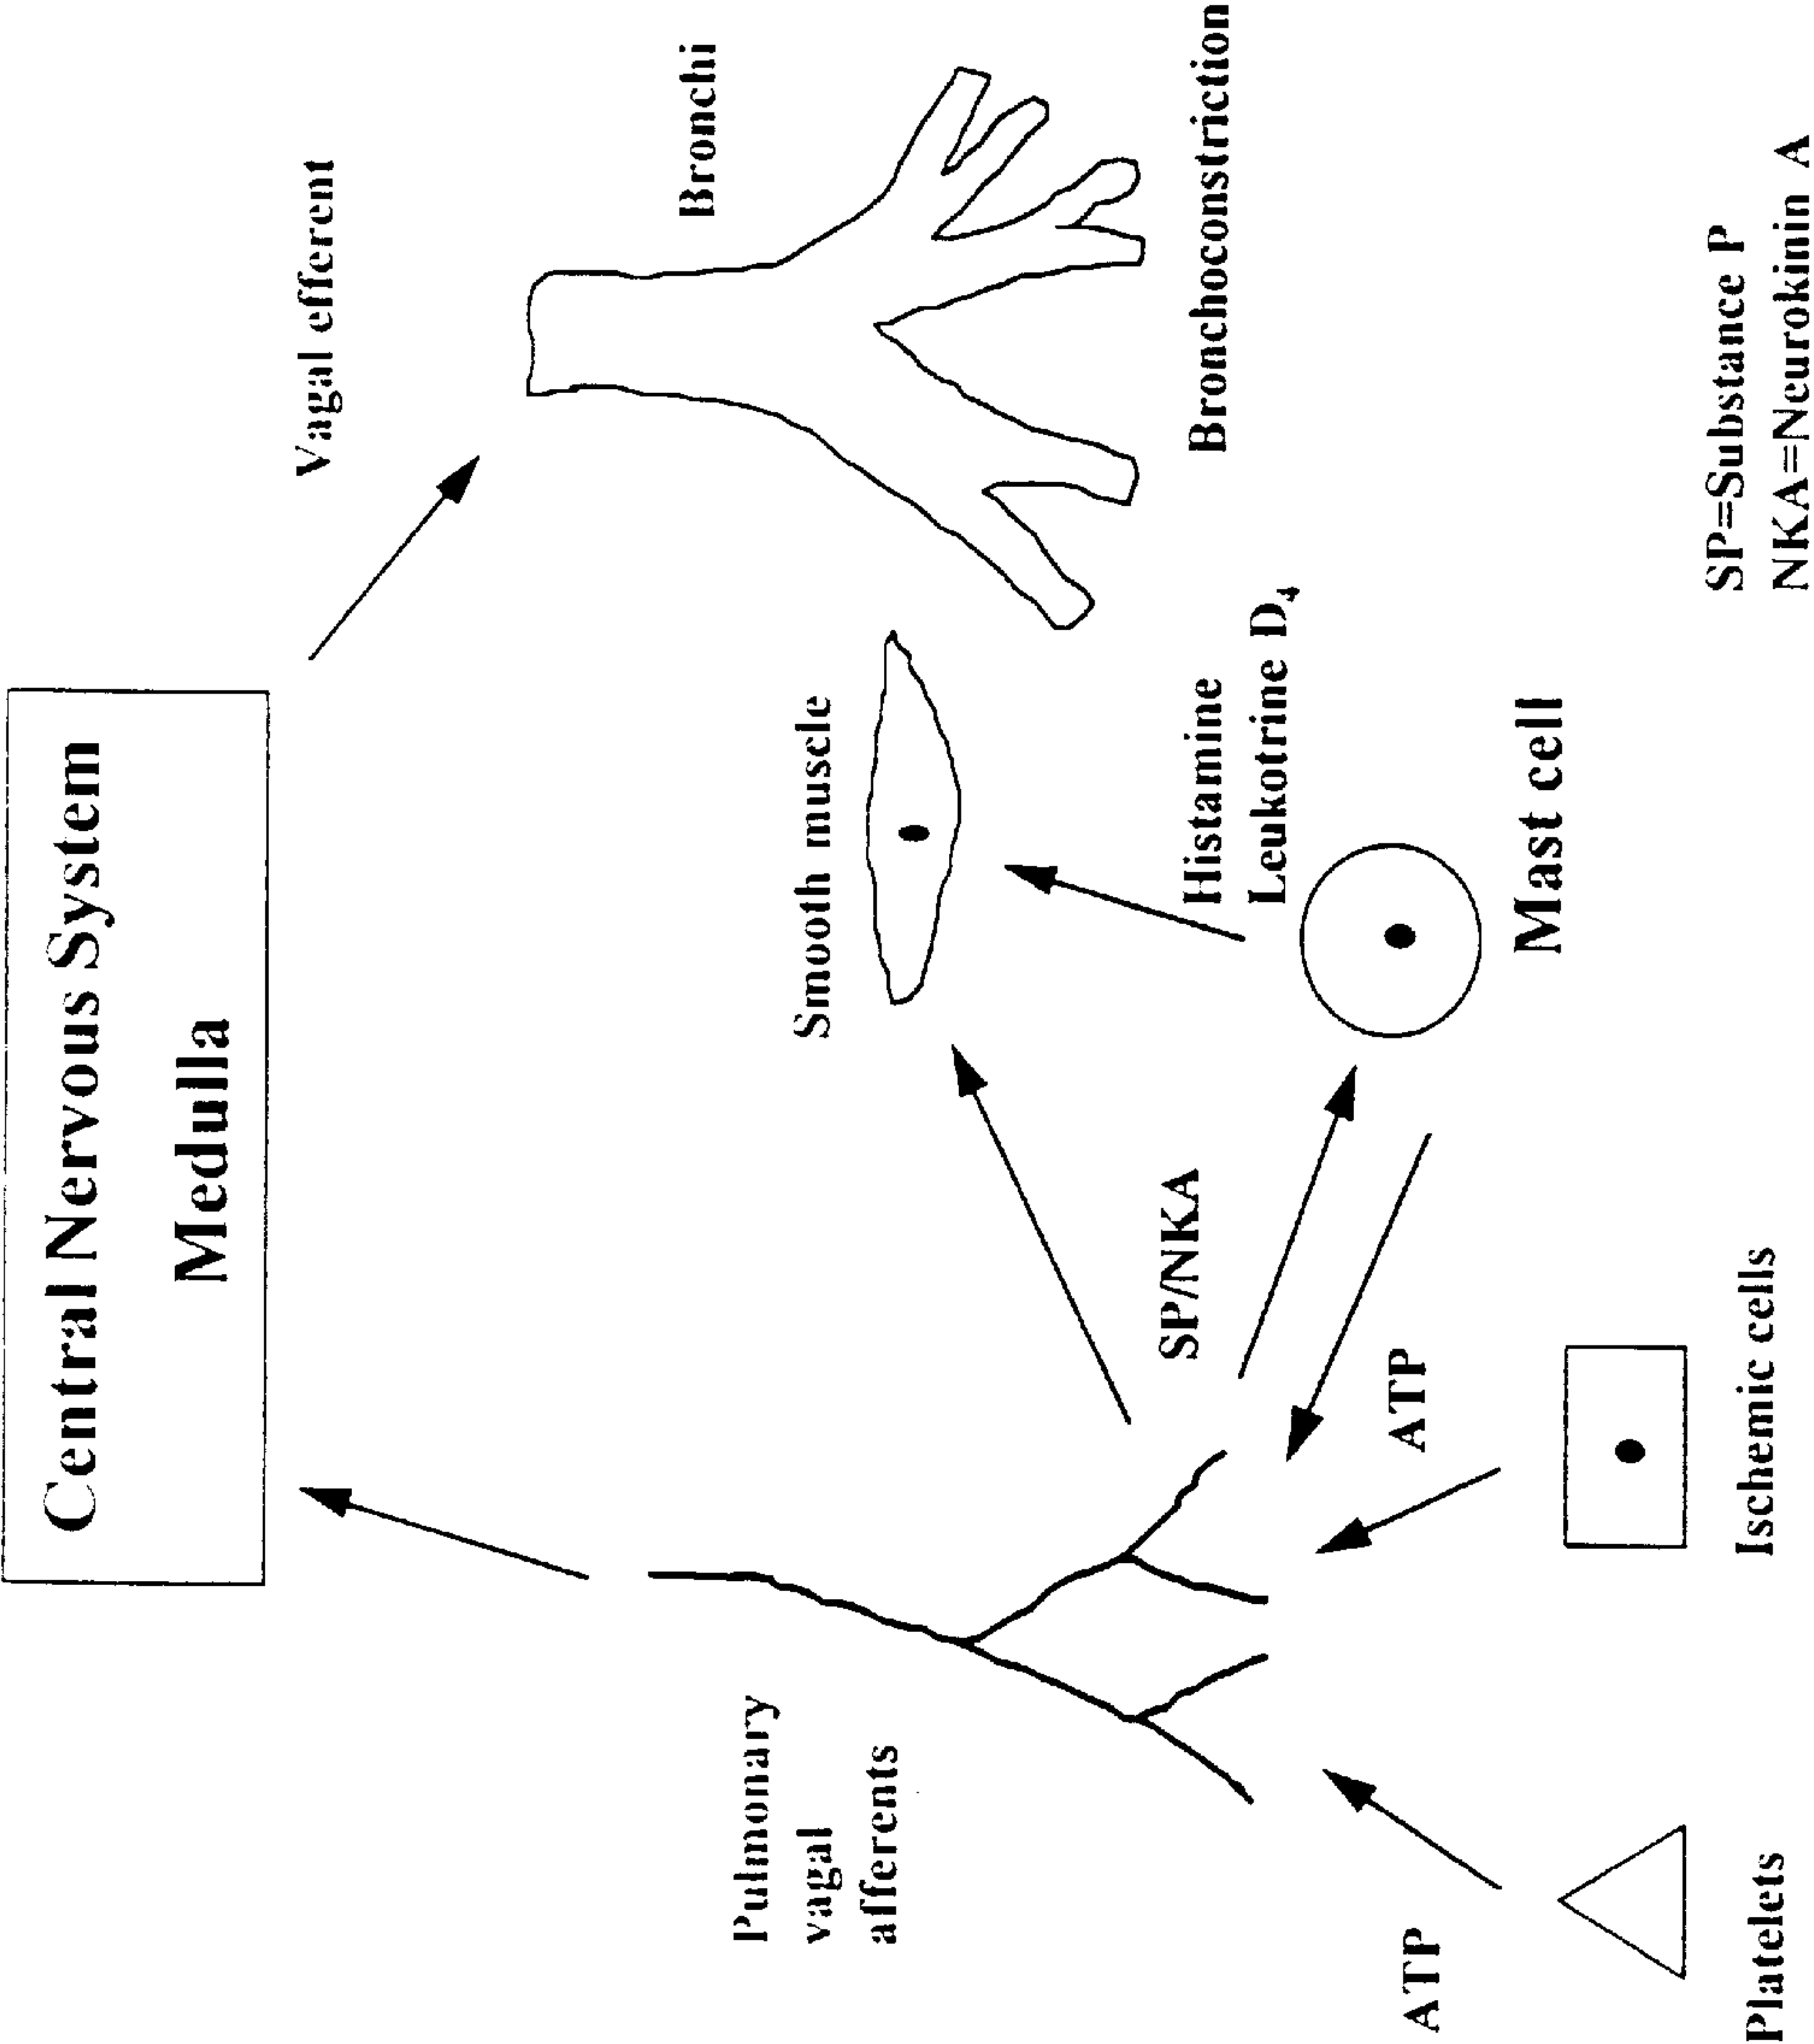 Central Nervous System
Medulla
Vagal efferent
Pulmonary
vagal
afferents
Smooth muscle
Bronchi
SP/NKA
Histamine
Leukotrine D₄
Bronchoconstriction
ATP
ATP
Mast cell
Platelets
Ischemic cells
SP=Substance P
NKA=Neurokinin A